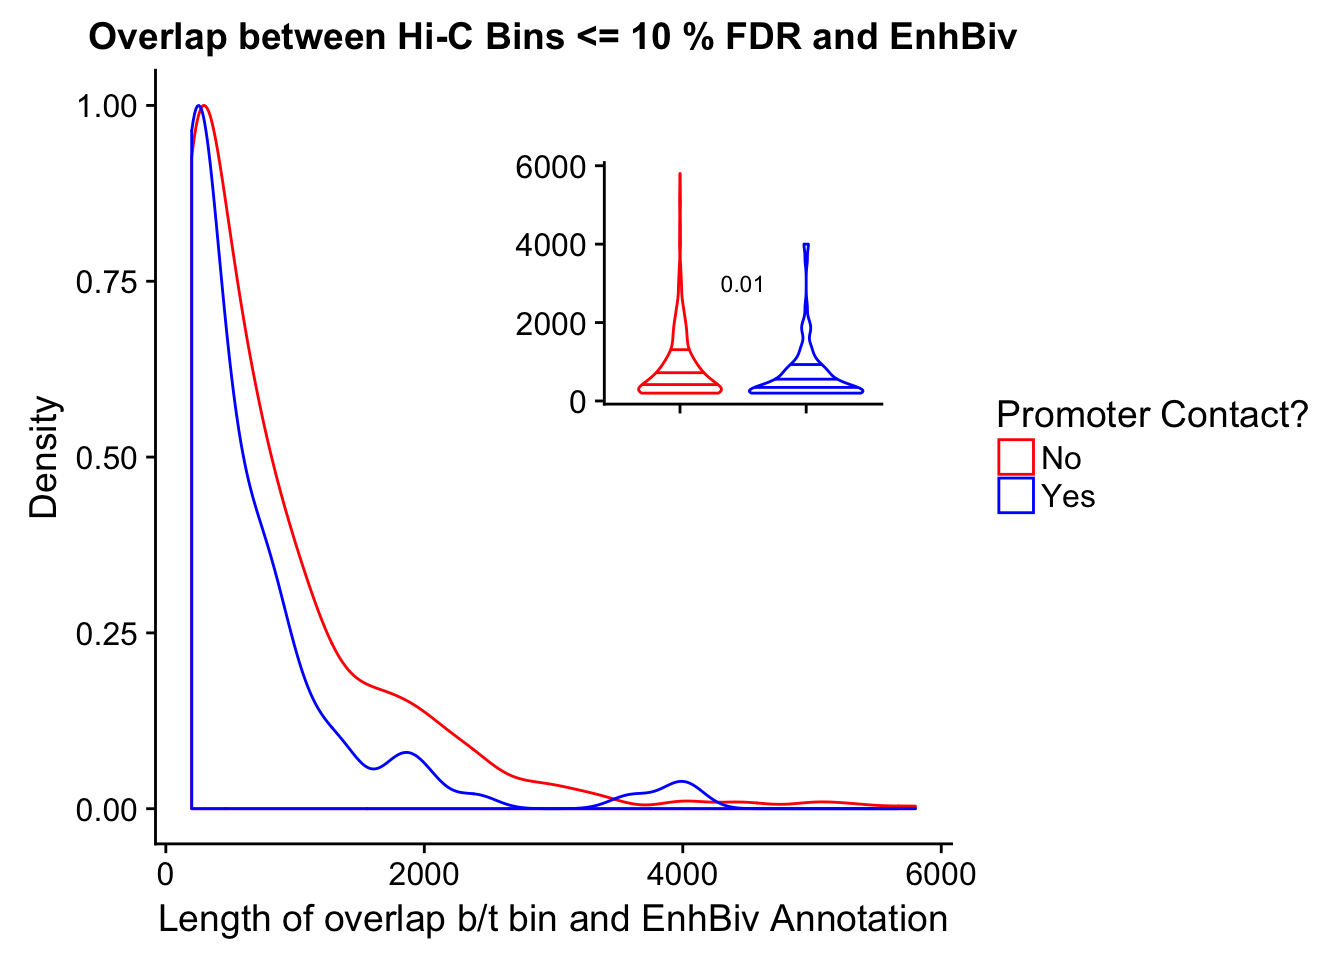 Overlap between Hi-C Bins <= 10 % FDR and EnhBiv
1.00
0.75
0.50
0.25
0.00
Density
6000
4000
2000
0
0.01
Promoter Contact?
No
Yes
0
2000
4000
6000
Length of overlap b/t bin and EnhBiv Annotation